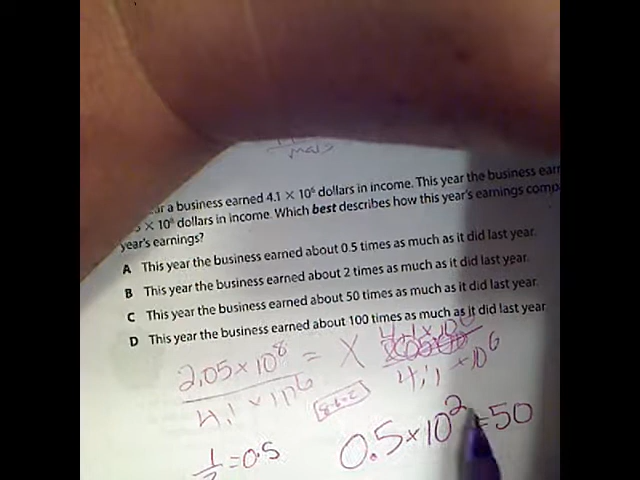 ar a business earned 4.1 × 10⁶ dollars in income. This year the business ear
× 10⁸ dollars in income. Which best describes how this year's earnings comp
year's earnings?
A This year the business earned about 0.5 times as much as it did last year.
B This year the business earned about 2 times as much as it did last year.
C This year the business earned about 50 times as much as it did last year.
D This year the business earned about 100 times as much as it did last year
2.05 × 10⁸ = X
4.1 × 10⁶
4.1 × 10⁶
= 0.5
0.5 × 10² = 50